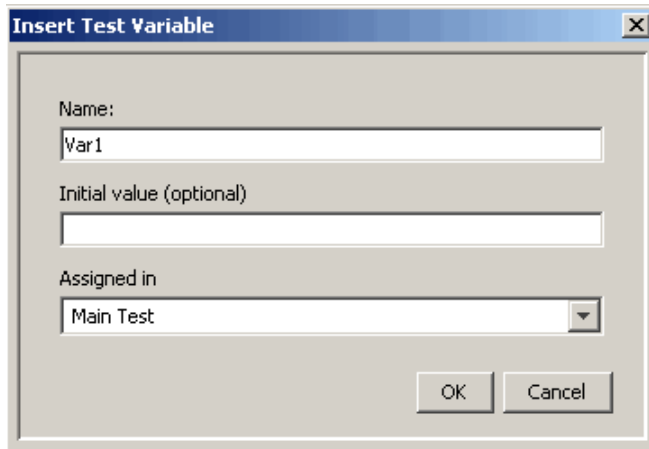 Insert Test Variable
Name:
Var1
Initial value (optional)
Assigned in
Main Test
OK Cancel